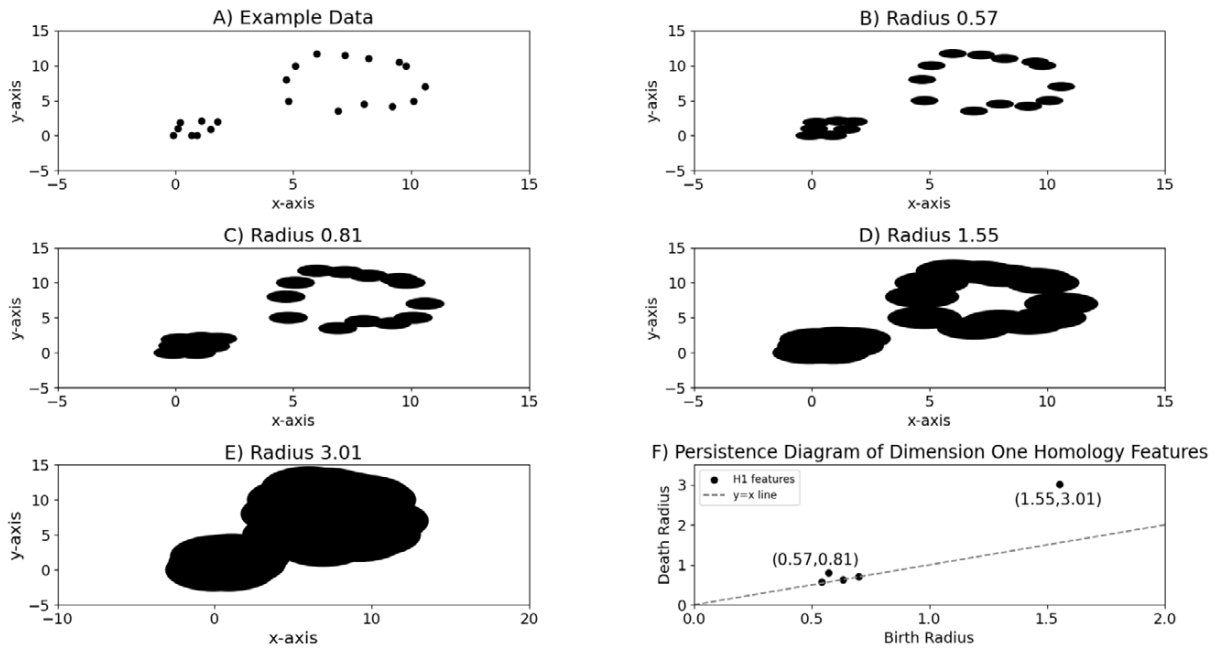 A) Example Data
15
10
5
0
−5
y-axis
−5 0 5 10 15
x-axis
B) Radius 0.57
15
10
5
0
−5
y-axis
−5 0 5 10 15
x-axis
C) Radius 0.81
15
10
5
0
−5
y-axis
−5 0 5 10 15
x-axis
D) Radius 1.55
15
10
5
0
−5
y-axis
−5 0 5 10 15
x-axis
E) Radius 3.01
15
10
5
0
−5
y-axis
−10 0 10 20
x-axis
F) Persistence Diagram of Dimension One Homology Features
H1 features
y=x line
(1.55,3.01)
(0.57,0.81)
3
2
1
0
Death Radius
0.0 0.5 1.0 1.5 2.0
Birth Radius